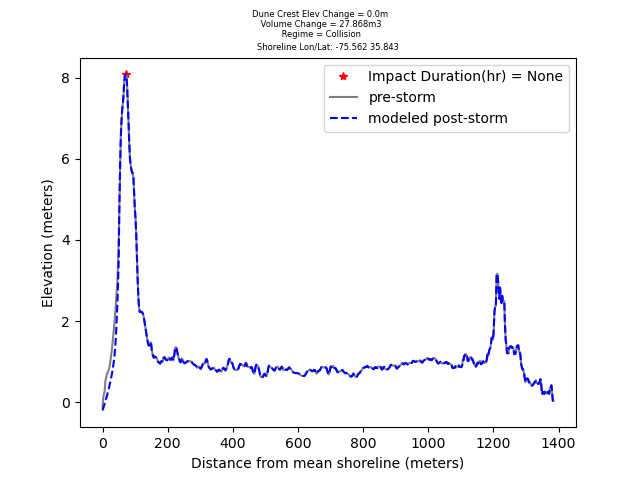 Dune Crest Elev Change = 0.0m
Volume Change = 27.868m3
Regime = Collision
Shoreline Lon/Lat: -75.562 35.843
Impact Duration(hr) = None
pre-storm
modeled post-storm
Elevation (meters)
8
6
4
2
0
0 200 400 600 800 1000 1200 1400
Distance from mean shoreline (meters)